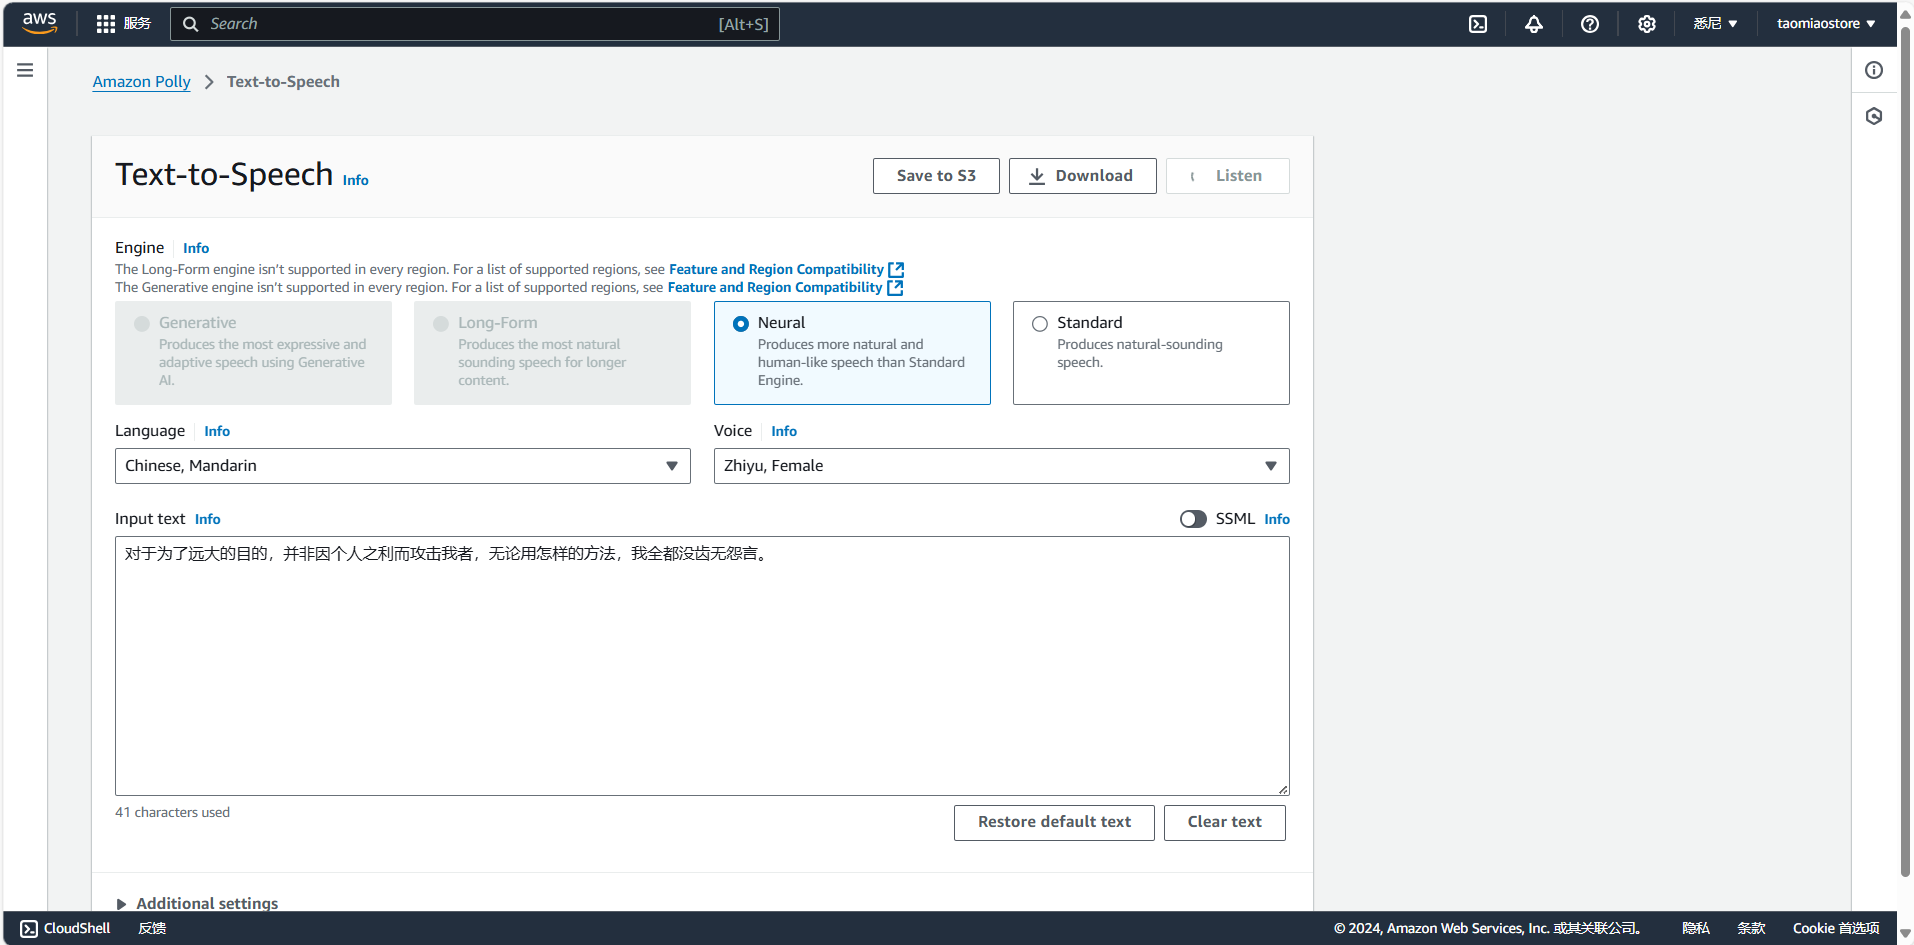 aws
服务
Search
[Alt+S]
悉尼
taomiaostore
Amazon Polly
Text-to-Speech
Text-to-Speech Info
Save to S3
Download
Listen
Engine Info
The Long-Form engine isn't supported in every region. For a list of supported regions, see Feature and Region Compatibility
The Generative engine isn't supported in every region. For a list of supported regions, see Feature and Region Compatibility
Generative
Produces the most expressive and
adaptive speech using Generative
AI.
Long-Form
Produces the most natural
sounding speech for longer
content.
Neural
Produces more natural and
human-like speech than Standard
Engine.
Standard
Produces natural-sounding
speech.
Language Info
Chinese, Mandarin
Voice Info
Zhiyu, Female
Input text Info
SSML Info
对于为了远大的目的，并非因个人之利而攻击我者，无论用怎样的方法，我全都没齿无怨言。
41 characters used
Restore default text
Clear text
Additional settings
CloudShell
反馈
© 2024, Amazon Web Services, Inc. 或其关联公司。
隐私
条款
Cookie 首选项